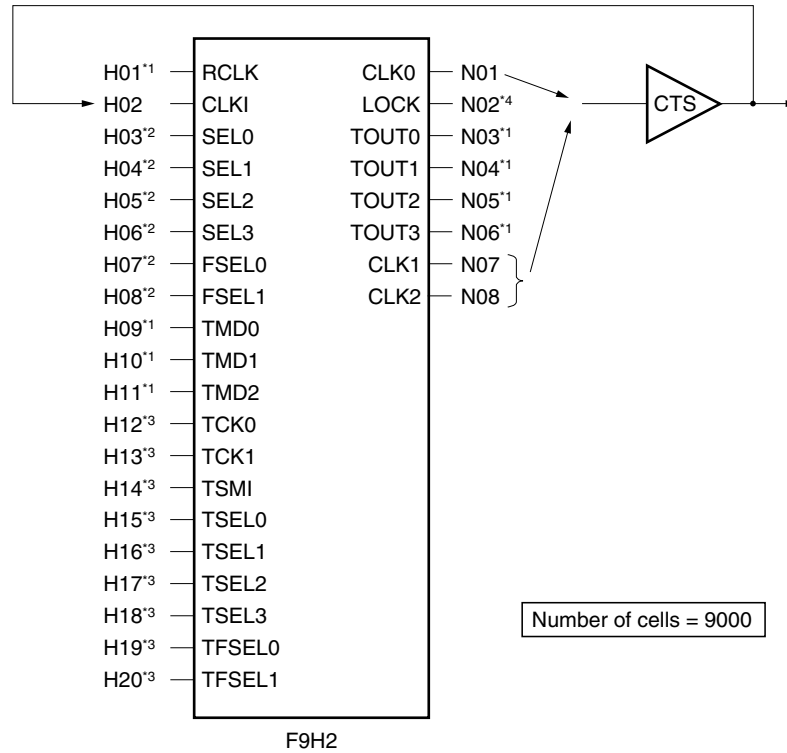 H01*1 RCLK CLK0 N01
H02 CLKI LOCK N02*4 CTS
H03*2 SEL0 TOUT0 N03*1
H04*2 SEL1 TOUT1 N04*1
H05*2 SEL2 TOUT2 N05*1
H06*2 SEL3 TOUT3 N06*1
H07*2 FSEL0 CLK1 N07
H08*2 FSEL1 CLK2 N08
H09*1 TMD0
H10*1 TMD1
H11*1 TMD2
H12*3 TCK0
H13*3 TCK1
H14*3 TSMI
H15*3 TSEL0
H16*3 TSEL1
H17*3 TSEL2
H18*3 TSEL3
H19*3 TFSEL0
H20*3 TFSEL1
Number of cells = 9000
F9H2